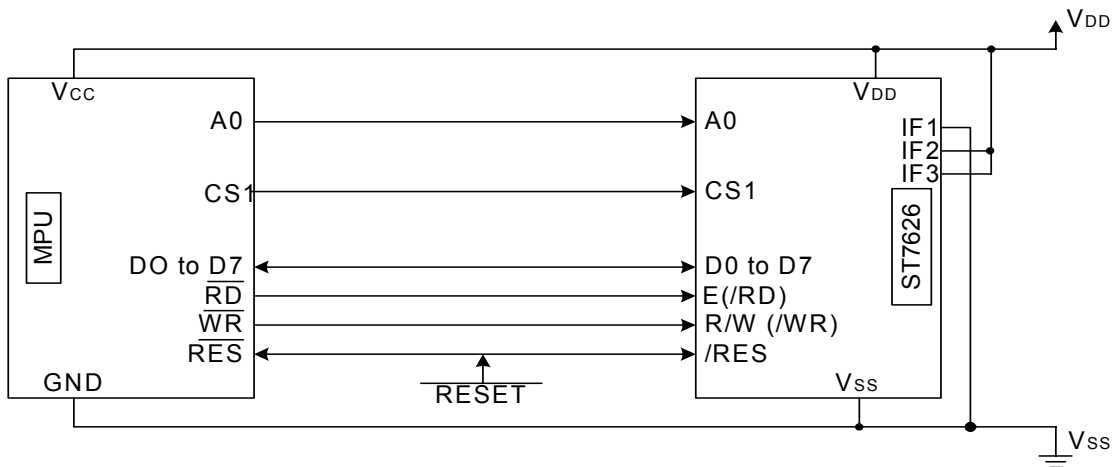 VDD
VCC
VDD
A0
A0
IF1
IF2
IF3
CS1
CS1
MPU
ST7626
DO to D7
D0 to D7
RD
E(/RD)
WR
R/W (/WR)
RES
/RES
GND
RESET
VSS
VSS